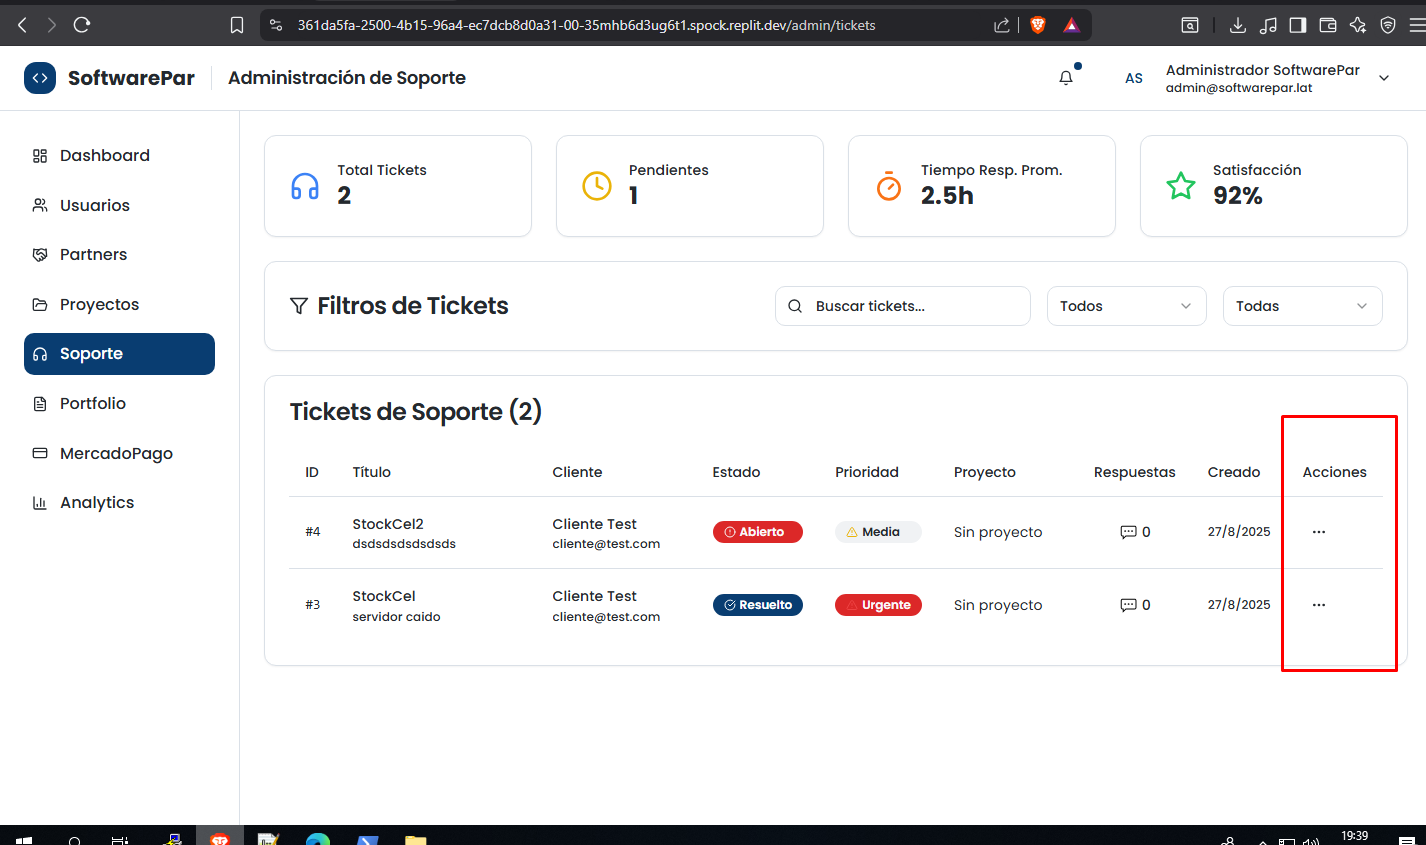 361da5fa-2500-4b15-96a4-ec7dcb8d0a31-00-35mhb6d3ug6t1.spock.replit.dev/admin/tickets
SoftwarePar
Administración de Soporte
AS
Administrador SoftwarePar
admin@softwarepar.lat
Dashboard
Usuarios
Partners
Proyectos
Soporte
Portfolio
MercadoPago
Analytics
Total Tickets
2
Pendientes
1
Tiempo Resp. Prom.
2.5h
Satisfacción
92%
Filtros de Tickets
Buscar tickets...
Todos
Todas
Tickets de Soporte (2)
ID Título Cliente Estado Prioridad Proyecto Respuestas Creado Acciones
#4 StockCel2 Cliente Test Abierto Media Sin proyecto 0 27/8/2025 ...
dsdsdsdsdsdsds cliente@test.com
#3 StockCel Cliente Test Resuelto Urgente Sin proyecto 0 27/8/2025 ...
servidor caido cliente@test.com
19:39